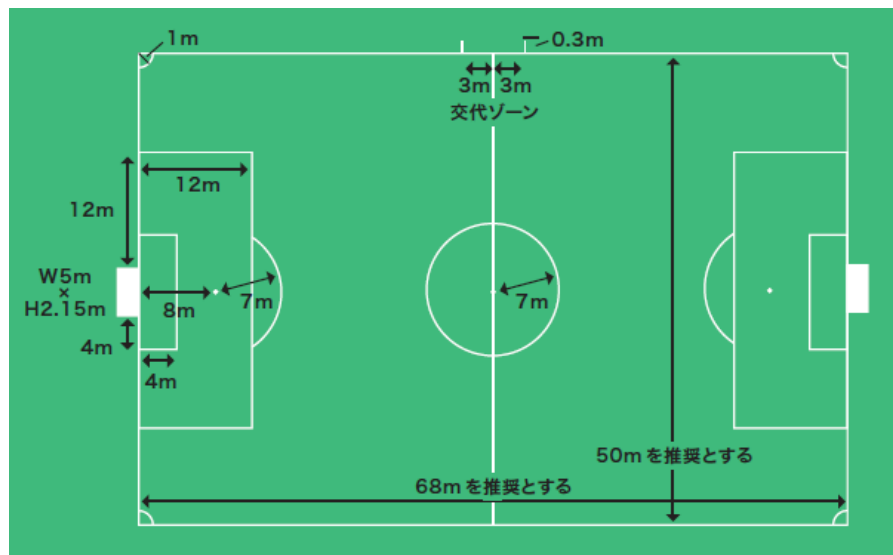 1m
0.3m
3m
3m
交代ゾーン
12m
12m
W5m
×
H2.15m
8m
7m
7m
4m
4m
50mを推奨とする
68mを推奨とする